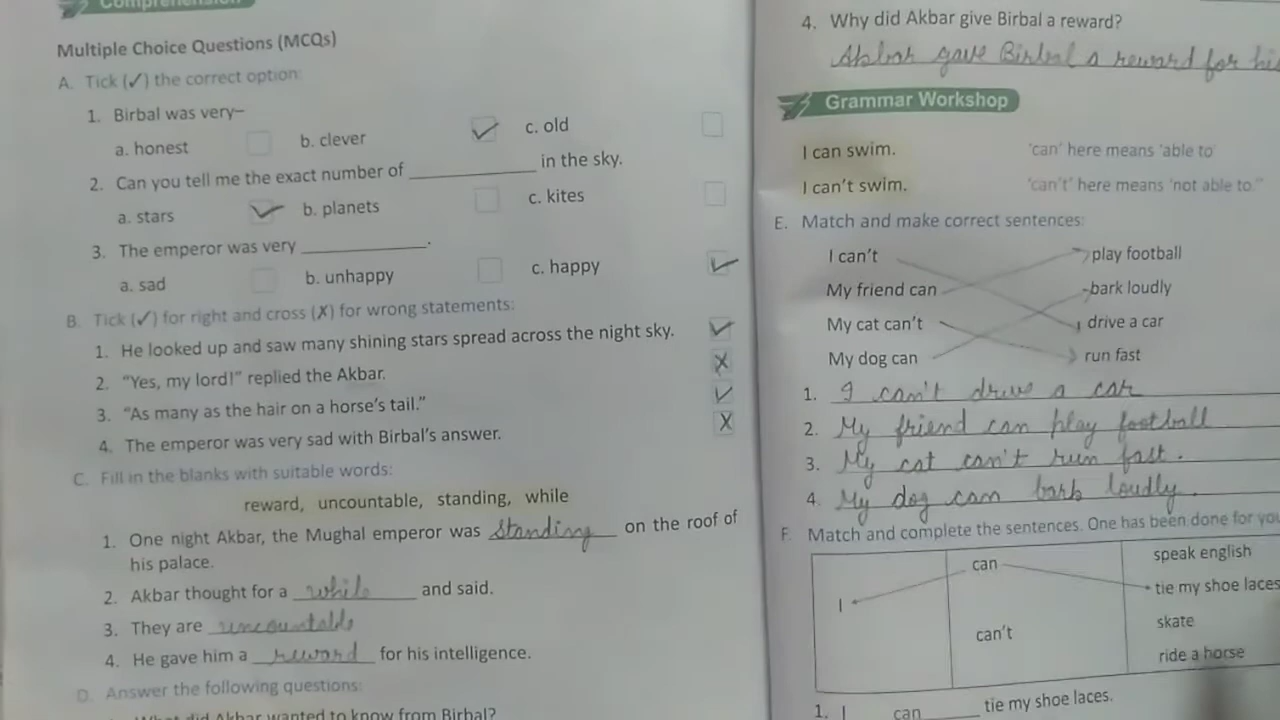 Comprehension
Multiple Choice Questions (MCQs)
A. Tick (✓) the correct option:
1. Birbal was very–
a. honest b. clever ✓ c. old
2. Can you tell me the exact number of ____________ in the sky.
a. stars ✓ b. planets c. kites
3. The emperor was very ____________.
a. sad b. unhappy c. happy ✓
B. Tick (✓) for right and cross (✗) for wrong statements:
1. He looked up and saw many shining stars spread across the night sky. ✓
2. “Yes, my lord!” replied the Akbar. X
3. “As many as the hair on a horse’s tail.” ✓
4. The emperor was very sad with Birbal’s answer. X
C. Fill in the blanks with suitable words:
reward, uncountable, standing, while
1. One night Akbar, the Mughal emperor was standing on the roof of
his palace.
2. Akbar thought for a while and said.
3. They are uncountable
4. He gave him a reward for his intelligence.
D. Answer the following questions:
What did Akbar wanted to know from Birbal?
4. Why did Akbar give Birbal a reward?
Akbar gave Birbal a reward for his
Grammar Workshop
I can swim. ‘can’ here means ‘able to’
I can’t swim. ‘can’t’ here means ‘not able to.”
E. Match and make correct sentences:
I can’t play football
My friend can bark loudly
My cat can’t drive a car
My dog can run fast
1. I can't drive a car
2. My friend can play football
3. My cat can't run fast.
4. My dog can bark loudly.
F. Match and complete the sentences. One has been done for you
can speak english
I tie my shoe laces
can’t skate
ride a horse
1. I can tie my shoe laces.